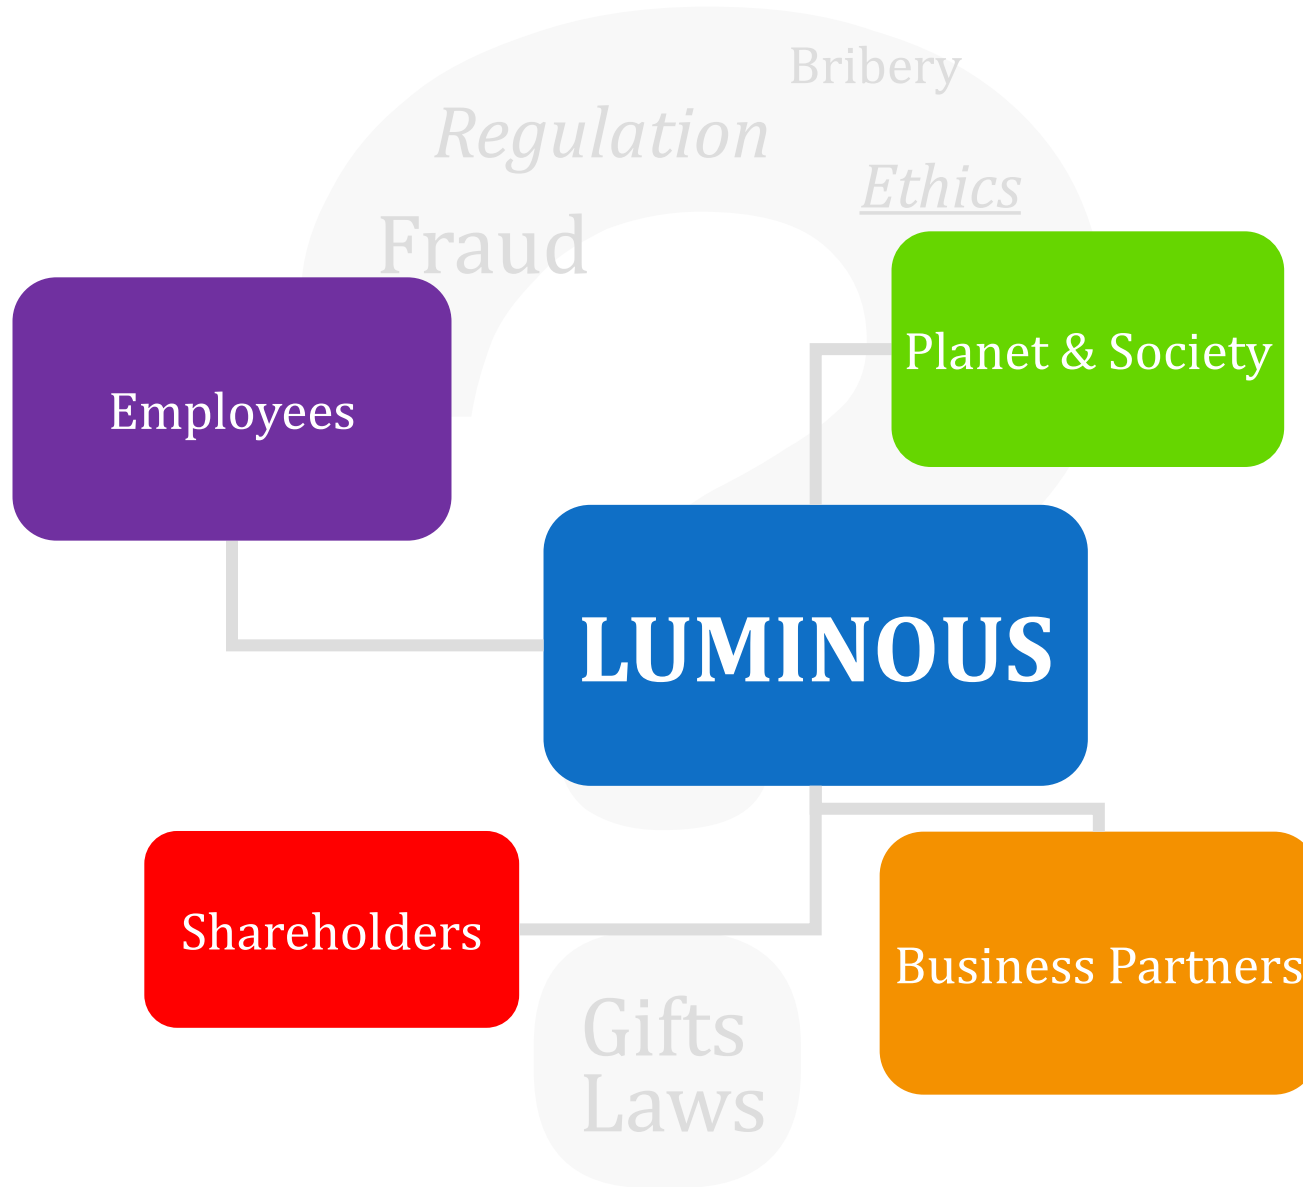 Bribery
Regulation
Ethics
Fraud
Planet & Society
Employees
LUMINOUS
Shareholders
Business Partners
Gifts
Laws